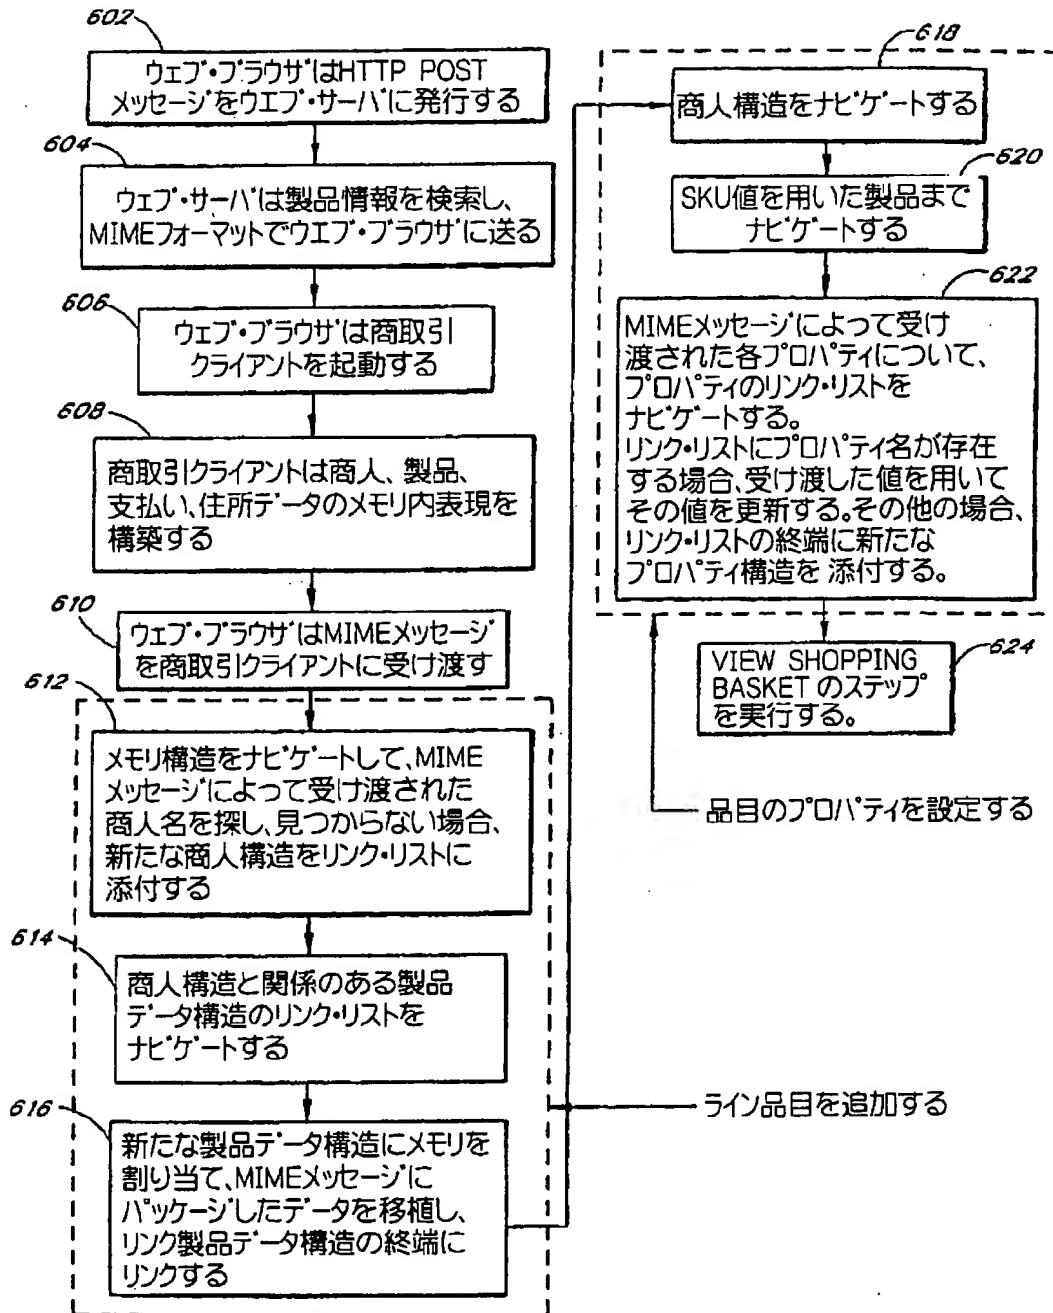 602
ウェブ・ブラウザはHTTP POST
メッセージをウエブ・サーバに発行する
604
ウェブ・サーバは製品情報を検索し、
MIMEフォーマットでウエブ・ブラウザに送る
606
ウェブ・ブラウザは商取引
クライアントを起動する
608
商取引クライアントは商人、製品、
支払い、住所データのメモリ内表現を
構築する
610
ウェブ・ブラウザはMIMEメッセージ
を商取引クライアントに受け渡す
612
メモリ構造をナビゲートして、MIME
メッセージによって受け渡された
商人名を探し、見つからない場合、
新たな商人構造をリンク・リストに
添付する
614
商人構造と関係のある製品
データ構造のリンク・リストを
ナビゲートする
616
新たな製品データ構造にメモリを
割り当て、MIMEメッセージに
パッケージしたデータを移植し、
リンク製品データ構造の終端に
リンクする
ライン品目を追加する
618
商人構造をナビゲートする
620
SKU値を用いた製品まで
ナビゲートする
622
MIMEメッセージによって受け
渡された各プロパティについて、
プロパティのリンク・リストを
ナビゲートする。
リンク・リストにプロパティ名が存在
する場合、受け渡した値を用いて
その値を更新する。その他の場合、
リンク・リストの終端に新たな
プロパティ構造を 添付する。
624
VIEW SHOPPING
BASKET のステップ
を実行する。
品目のプロパティを設定する